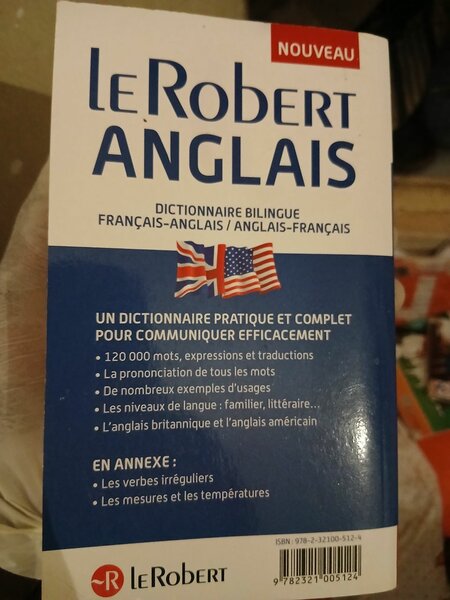 NOUVEAU
LE ROBERT
ANGLAIS
DICTIONNAIRE BILINGUE
FRANÇAIS-ANGLAIS / ANGLAIS-FRANÇAIS
UN DICTIONNAIRE PRATIQUE ET COMPLET
POUR COMMUNIQUER EFFICACEMENT
• 120 000 mots, expressions et traductions
• La prononciation de tous les mots
• De nombreux exemples d'usages
• Les niveaux de langue : familier, littéraire...
• L'anglais britannique et l'anglais américain
EN ANNEXE :
• Les verbes irréguliers
• Les mesures et les températures
ISBN : 978-2-32100-512-4
9 782321 005124
~R LE ROBERT